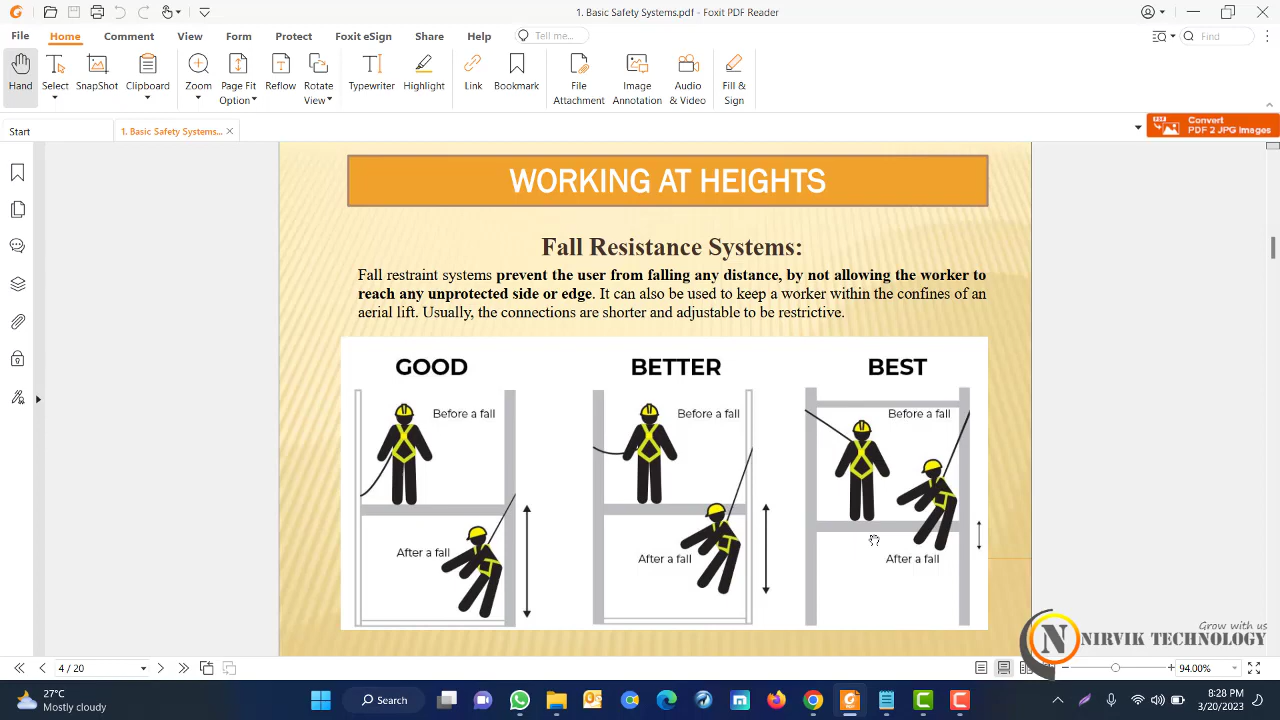 1. Basic Safety Systems.pdf - Foxit PDF Reader
File Home Comment View Form Protect Foxit eSign Share Help Tell me... Find
Hand Select SnapShot Clipboard Zoom Page Fit Option Reflow Rotate View Typewriter Highlight Link Bookmark File Attachment Image Annotation Audio & Video Fill & Sign
Start 1. Basic Safety Systems... Convert
PDF 2 JPG Images
WORKING AT HEIGHTS
Fall Resistance Systems:
Fall restraint systems prevent the user from falling any distance, by not allowing the worker to
reach any unprotected side or edge. It can also be used to keep a worker within the confines of an
aerial lift. Usually, the connections are shorter and adjustable to be restrictive.
GOOD BETTER BEST
Before a fall Before a fall Before a fall
After a fall After a fall After a fall
N
Grow with us
NIRVIK TECHNOLOGY
4 / 20 94.00%
27°C
Mostly cloudy
Search
8:28 PM
3/20/2023